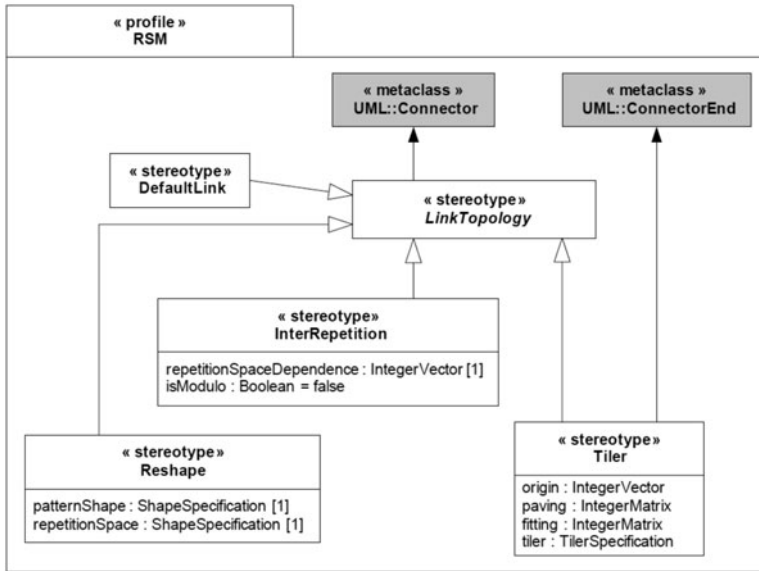 « profile »
RSM
« metaclass »
UML::Connector
« metaclass »
UML::ConnectorEnd
« stereotype»
DefaultLink
« stereotype»
LinkTopology
« stereotype»
InterRepetition
repetitionSpaceDependence : IntegerVector [1]
isModulo : Boolean = false
« stereotype»
Reshape
patternShape : ShapeSpecification [1]
repetitionSpace : ShapeSpecification [1]
« stereotype»
Tiler
origin : IntegerVector
paving : IntegerMatrix
fitting : IntegerMatrix
tiler : TilerSpecification